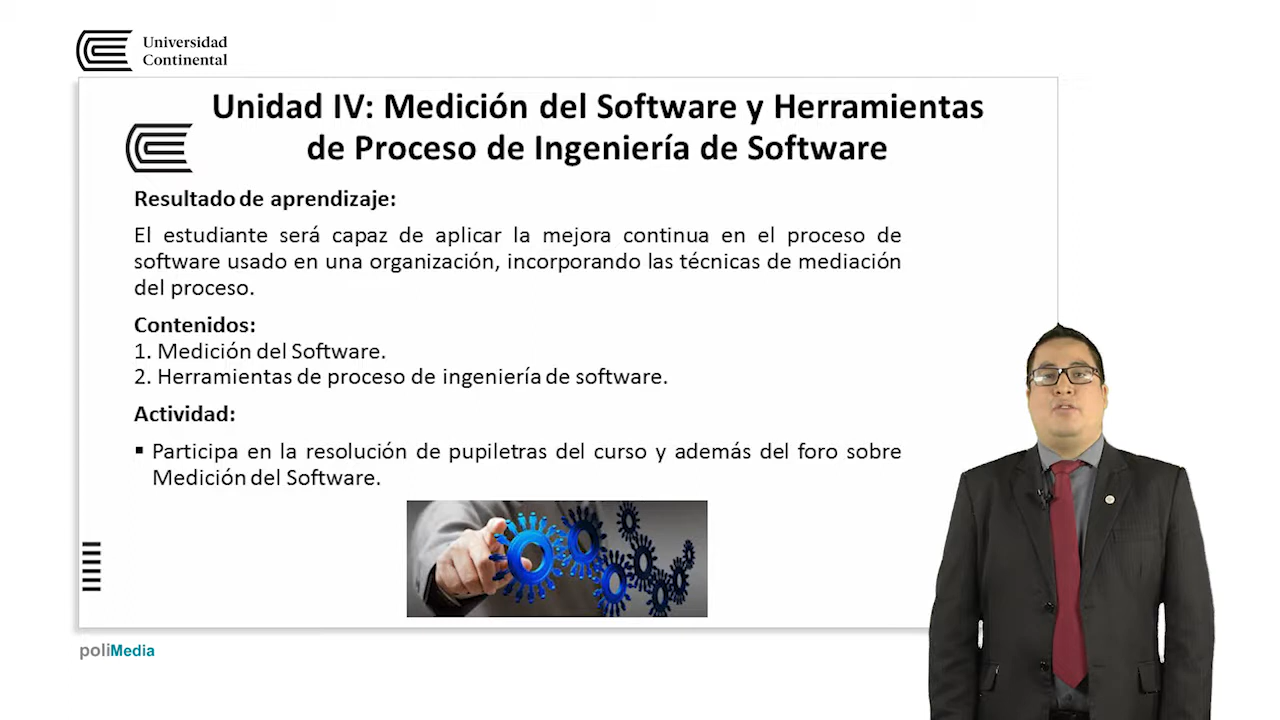 Universidad
Continental
Unidad IV: Medición del Software y Herramientas
de Proceso de Ingeniería de Software
Resultado de aprendizaje:
El estudiante será capaz de aplicar la mejora continua en el proceso de
software usado en una organización, incorporando las técnicas de mediación
del proceso.
Contenidos:
1. Medición del Software.
2. Herramientas de proceso de ingeniería de software.
Actividad:
▪ Participa en la resolución de pupiletras del curso y además del foro sobre
Medición del Software.
poliMedia